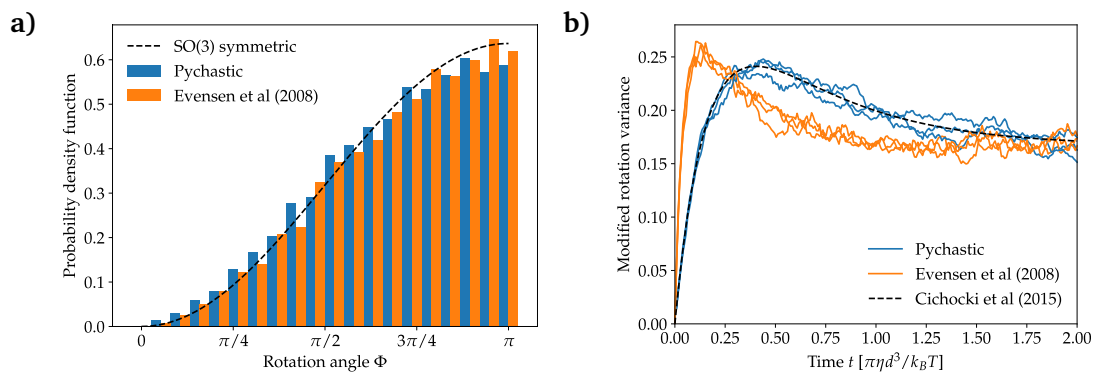 a)
SO(3) symmetric
Pychastic
Evensen et al (2008)
Probability density function
0.6
0.5
0.4
0.3
0.2
0.1
0.0
0
π/4
π/2
3π/4
π
Rotation angle Φ
b)
Modified rotation variance
0.25
0.20
0.15
0.10
0.05
0.00
Pychastic
Evensen et al (2008)
Cichocki et al (2015)
0.00
0.25
0.50
0.75
1.00
1.25
1.50
1.75
2.00
Time t [πηd³/k_BT]